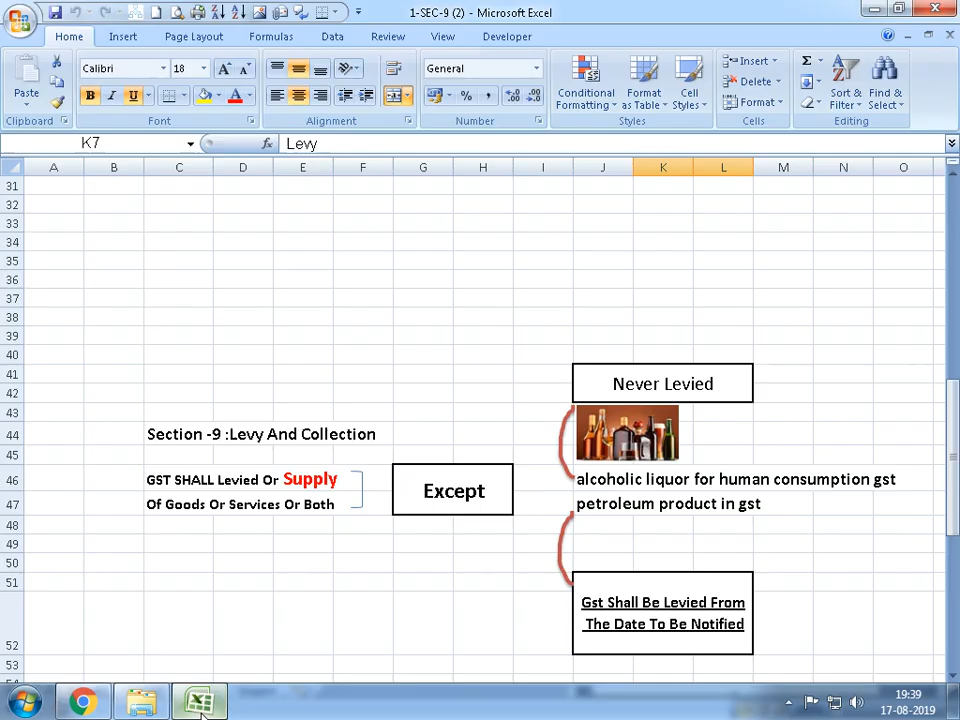 1-SEC-9 (2) - Microsoft Excel
Home Insert Page Layout Formulas Data Review View Developer
Paste
Clipboard
Calibri 18
Font
Alignment
General
Number
Conditional Formatting
Format as Table
Cell Styles
Styles
Insert
Delete
Format
Cells
Sort & Filter
Find & Select
Editing
K7 fx Levy
A B C D E F G H I J K L M N O
31
32
33
34
35
36
37
38
39
40
41
42
43
44
45
46
47
48
49
50
51
52
53
Never Levied
Section -9 :Levy And Collection
GST SHALL Levied Or Supply
Of Goods Or Services Or Both
Except
alcoholic liquor for human consumption gst
petroleum product in gst
Gst Shall Be Levied From
The Date To Be Notified
19:39
17-08-2019